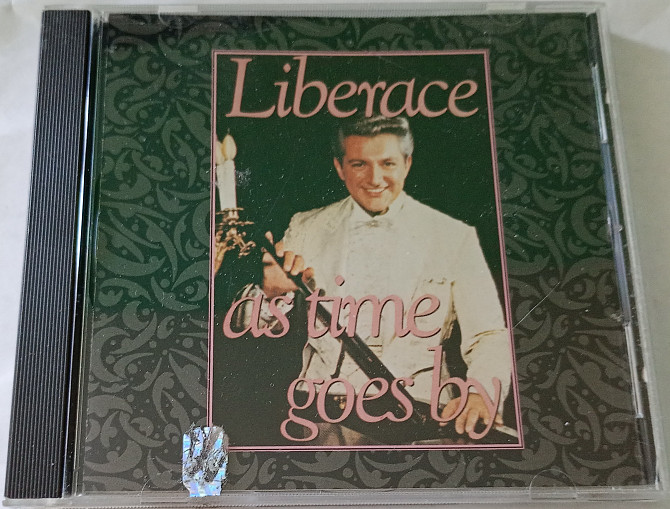 Liberace
as time
goes by